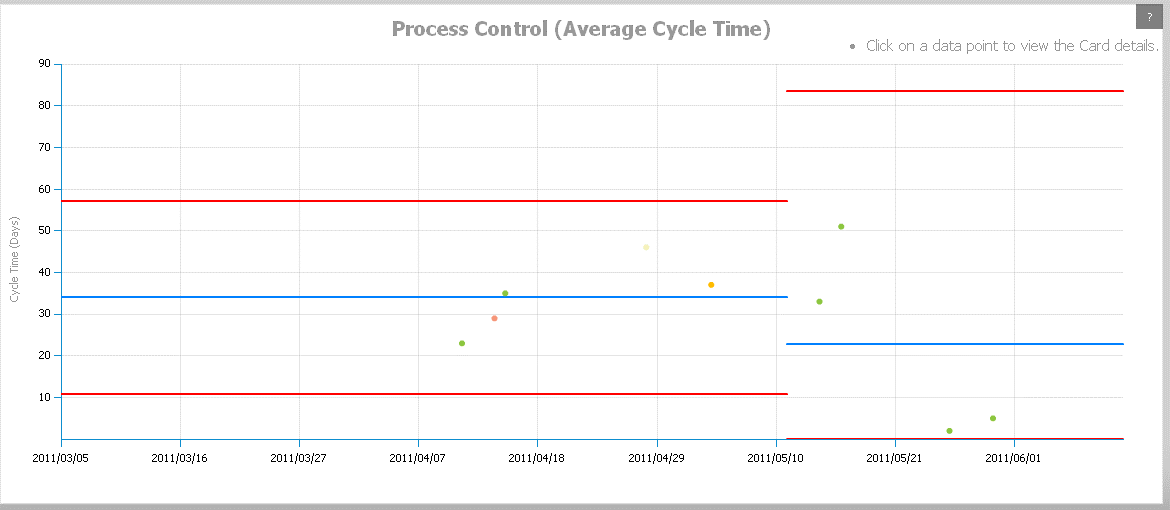 ?
Process Control (Average Cycle Time)
• Click on a data point to view the Card details.
Cycle Time (Days)
90
80
70
60
50
40
30
20
10
2011/03/05 2011/03/16 2011/03/27 2011/04/07 2011/04/18 2011/04/29 2011/05/10 2011/05/21 2011/06/01